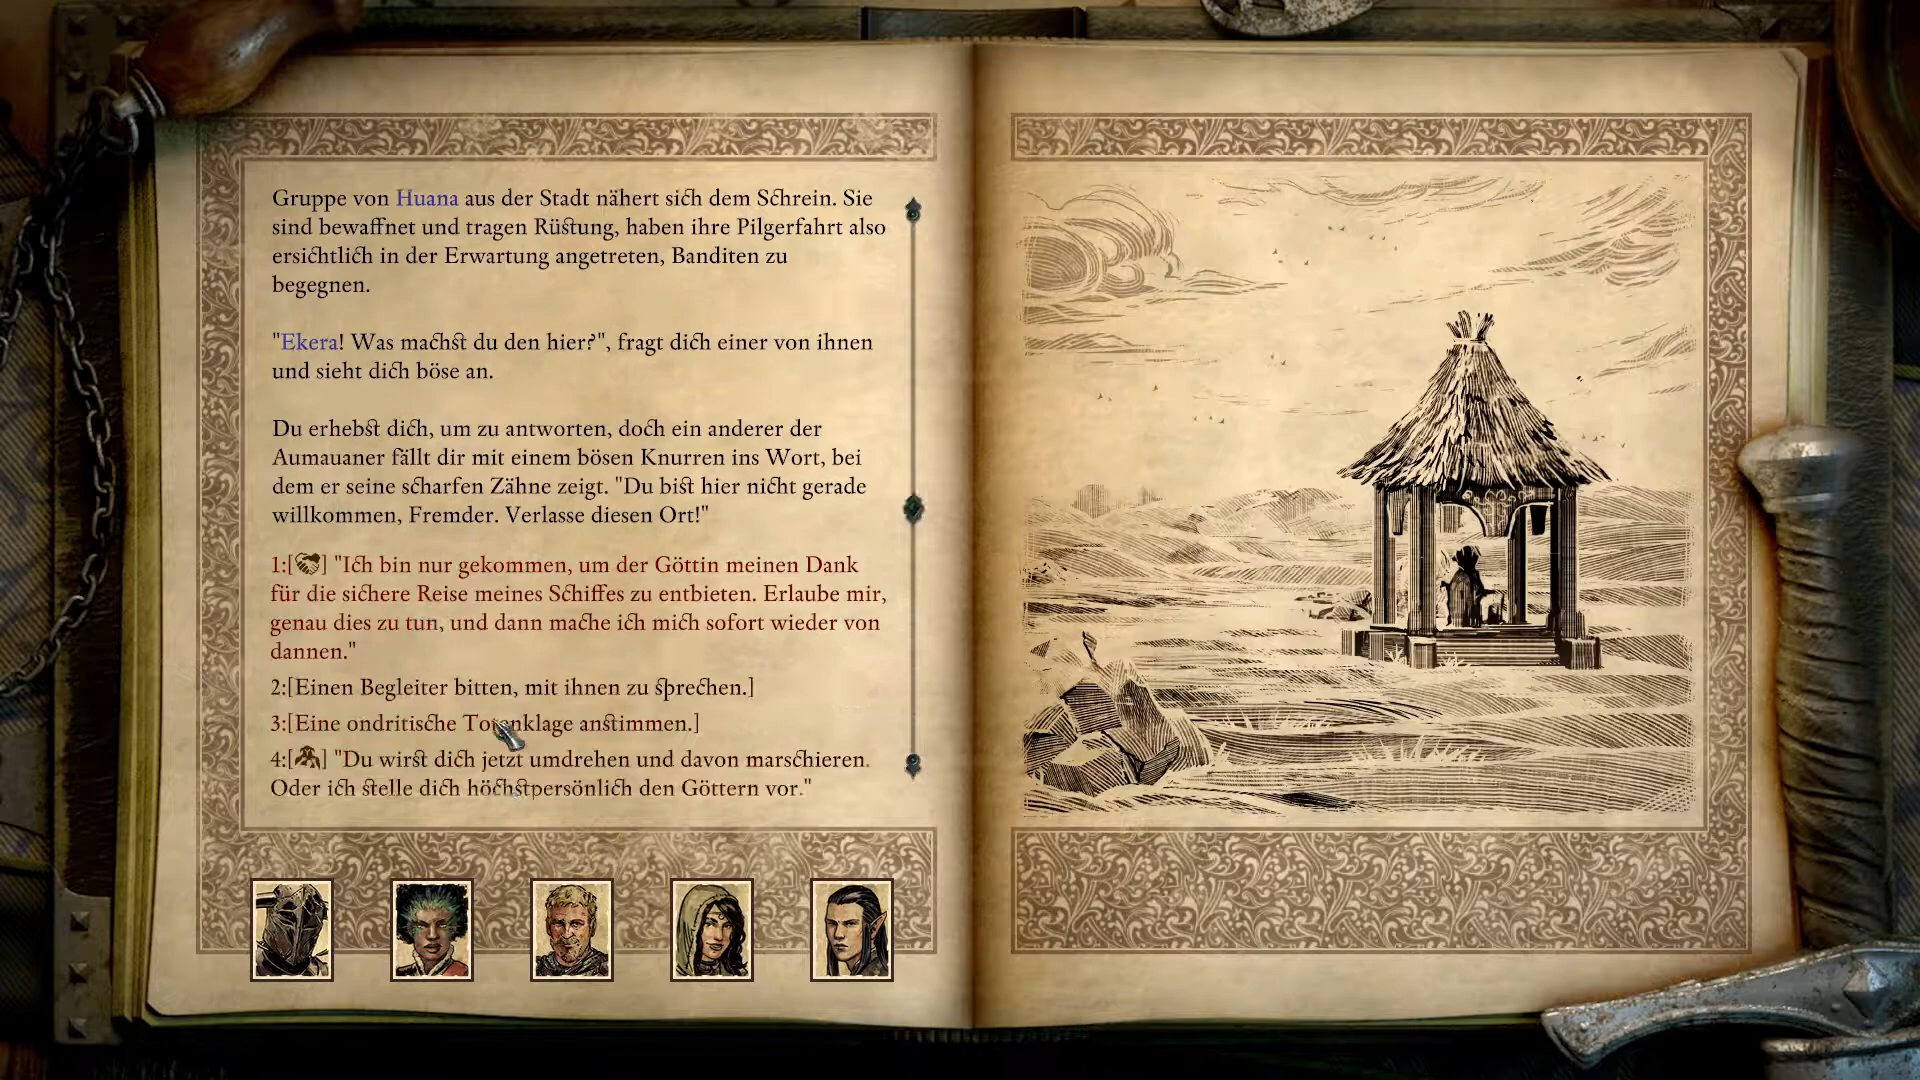 Gruppe von Huana aus der Stadt nähert sich dem Schrein. Sie
sind bewaffnet und tragen Rüstung, haben ihre Pilgerfahrt also
ersichtlich in der Erwartung angetreten, Banditen zu
begegnen.
"Ekera! Was machst du den hier?", fragt dich einer von ihnen
und sieht dich böse an.
Du erhebst dich, um zu antworten, doch ein anderer der
Aumauaner fällt dir mit einem bösen Knurren ins Wort, bei
dem er seine scharfen Zähne zeigt. "Du bist hier nicht gerade
willkommen, Fremder. Verlasse diesen Ort!"
1:[] "Ich bin nur gekommen, um der Göttin meinen Dank
für die sichere Reise meines Schiffes zu entbieten. Erlaube mir,
genau dies zu tun, und dann mache ich mich sofort wieder von
dannen."
2:[Einen Begleiter bitten, mit ihnen zu sprechen.]
3:[Eine ondritische Totenklage anstimmen.]
4:[] "Du wirst dich jetzt umdrehen und davon marschieren.
Oder ich stelle dich höchstpersönlich den Göttern vor."